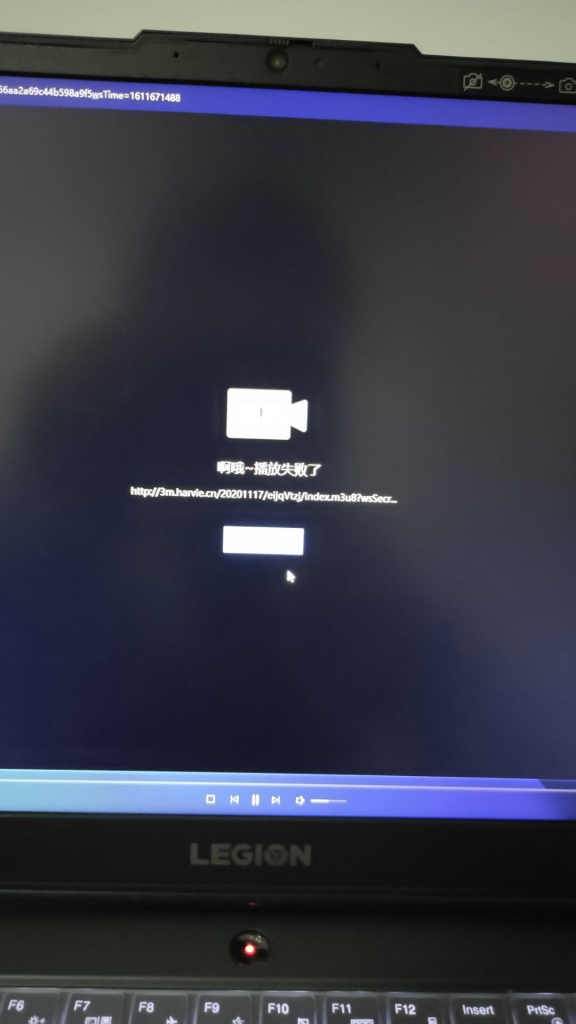 56aa2a69c44b598a9f5wsTime=1611671488
啊哦~播放失败了
http://3m.harvie.cn/20201117/eijqVtzj/index.m3u8?wsSecr...
LEGION
F6 F7 F8 F9 F10 F11 F12 Insert PrtSc